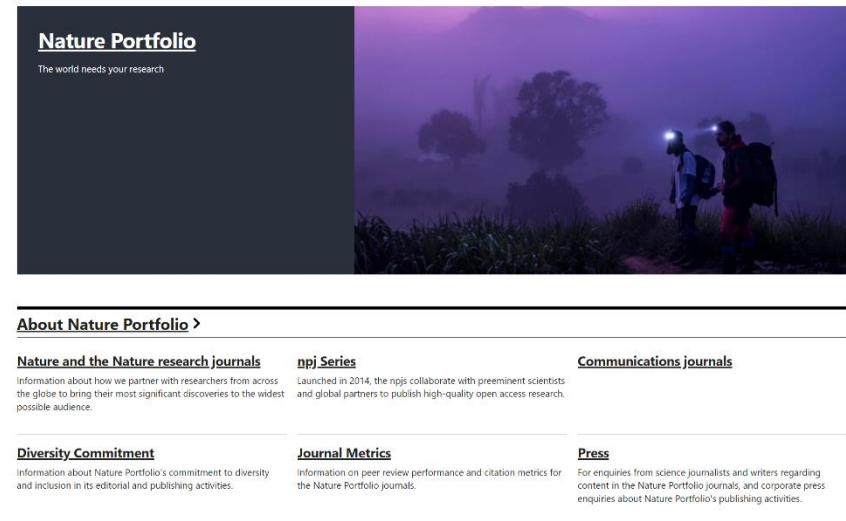 Nature Portfolio
The world needs your research
About Nature Portfolio >
Nature and the Nature research journals
Information about how we partner with researchers from across
the globe to bring their most significant discoveries to the widest
possible audience.
npj Series
Launched in 2014, the npjs collaborate with preeminent scientists
and global partners to publish high-quality open access research.
Communications journals
Diversity Commitment
Information about Nature Portfolio's commitment to diversity
and inclusion in its editorial and publishing activities.
Journal Metrics
Information on peer review performance and citation metrics for
the Nature Portfolio journals.
Press
For enquiries from science journalists and writers regarding
content in the Nature Portfolio journals, and corporate press
enquiries about Nature Portfolio's publishing activities.